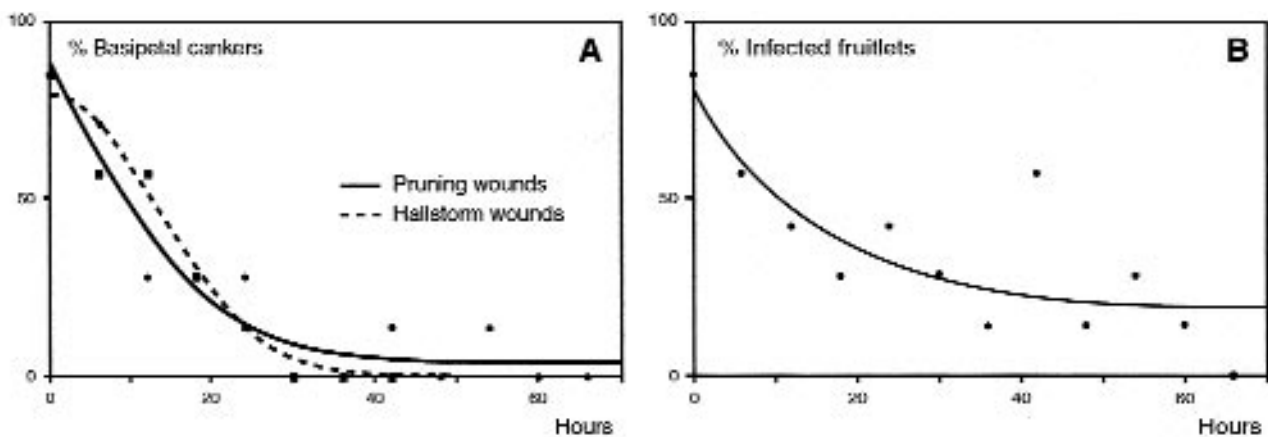 100
% Basipetal cankers
A
50
Pruning wounds
Hailstorm wounds
0
0
20
40
60
Hours
100
% Infected fruitlets
B
50
0
0
20
40
60
Hours